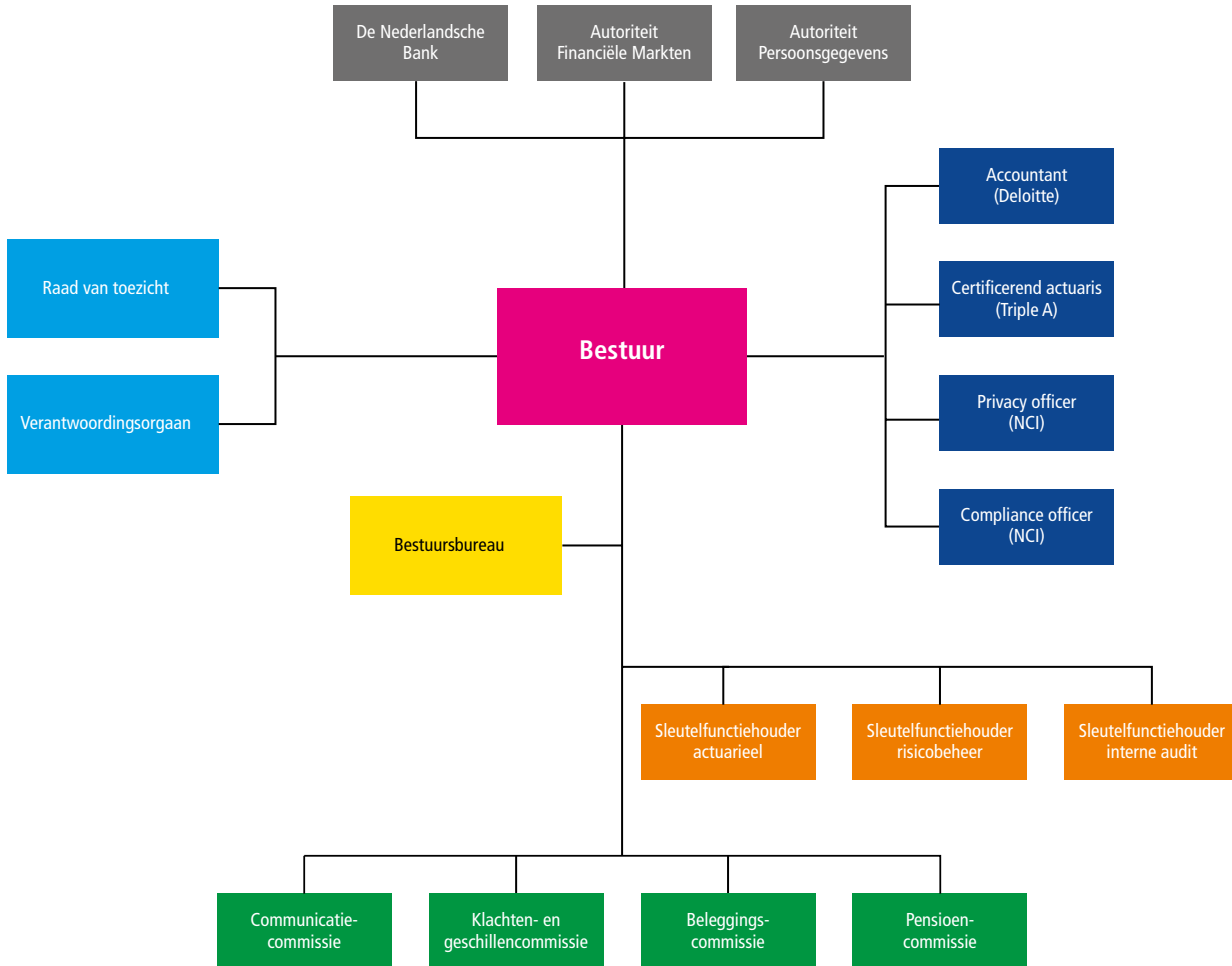 De Nederlandsche
Bank
Autoriteit
Financiële Markten
Autoriteit
Persoonsgegevens
Accountant
(Deloitte)
Raad van toezicht
Certificerend actuaris
(Triple A)
Bestuur
Verantwoordingsorgaan
Privacy officer
(NCI)
Compliance officer
(NCI)
Bestuursbureau
Sleutelfunctiehouder
actuarieel
Sleutelfunctiehouder
risicobeheer
Sleutelfunctiehouder
interne audit
Communicatie-
commissie
Klachten- en
geschillencommissie
Beleggings-
commissie
Pensioen-
commissie